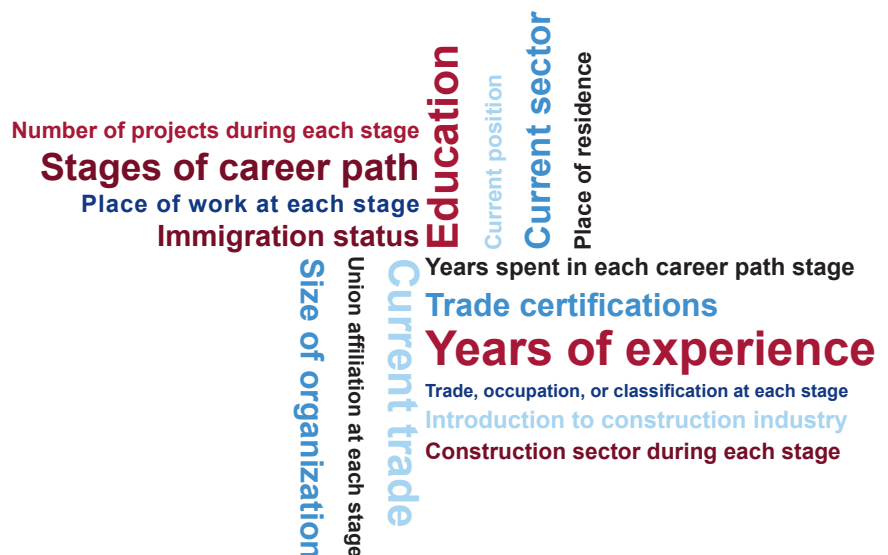 Number of projects during each stage
Stages of career path
Place of work at each stage
Immigration status
Education
Current position
Current sector
Place of residence
Size of organization
Union affiliation at each stage
Current trade
Years spent in each career path stage
Trade certifications
Years of experience
Trade, occupation, or classification at each stage
Introduction to construction industry
Construction sector during each stage